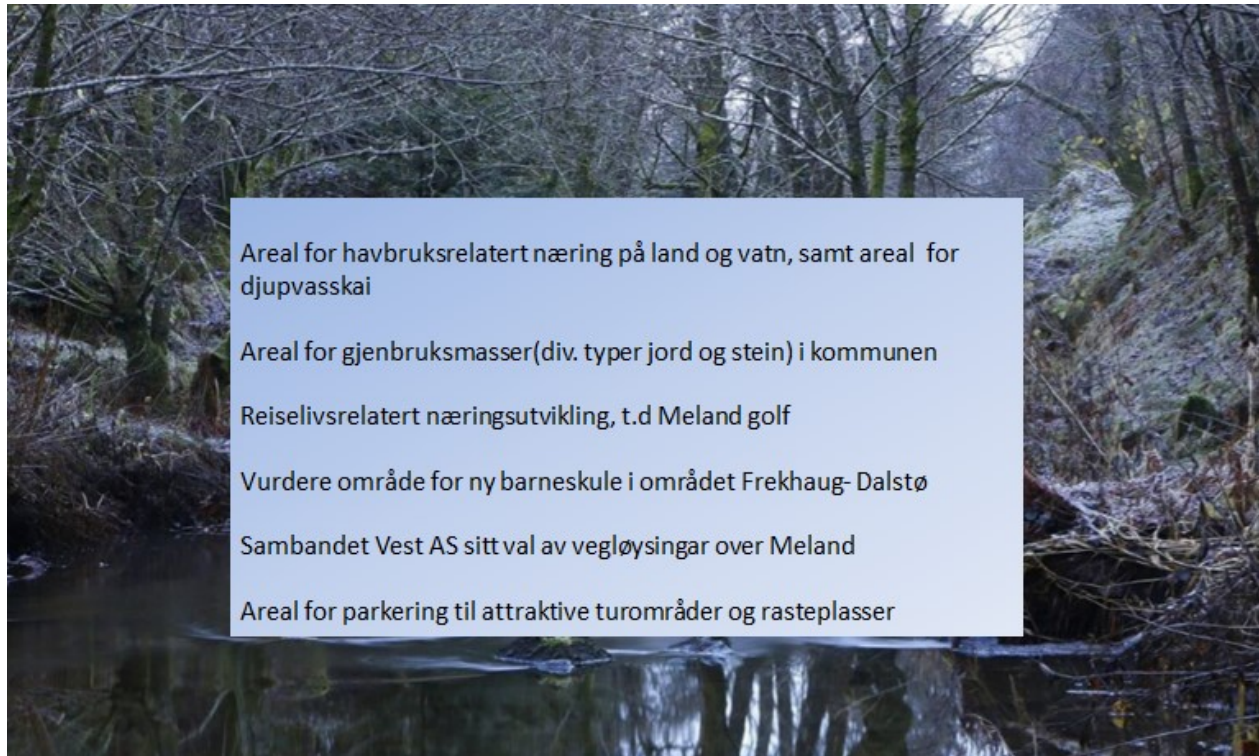 Areal for havbruksrelatert næring på land og vatn, samt areal for
djupvasskai
Areal for gjenbruksmasser(div. typer jord og stein) i kommunen
Reiselivsrelatert næringsutvikling, t.d Meland golf
Vurdere område for ny barneskule i området Frekhaug- Dalstø
Sambandet Vest AS sitt val av vegløysingar over Meland
Areal for parkering til attraktive turområder og rasteplasser